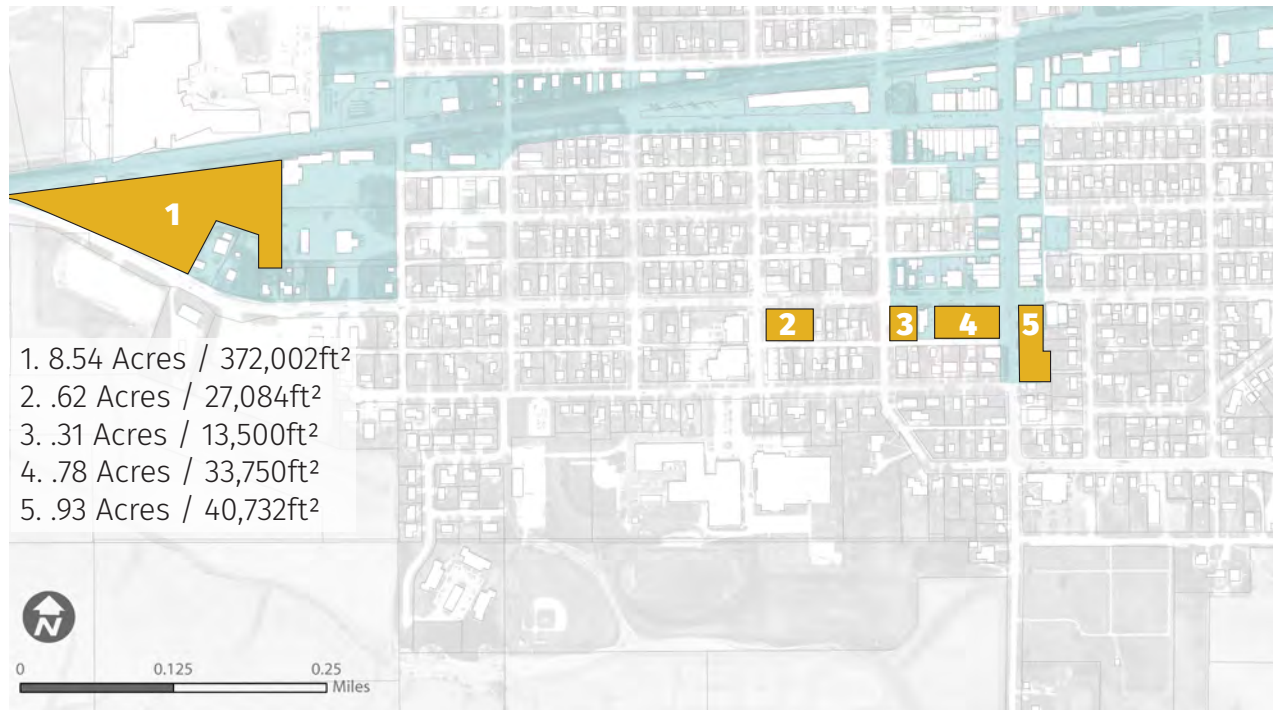 1
2
3
4
5
1. 8.54 Acres / 372,002ft²
2. .62 Acres / 27,084ft²
3. .31 Acres / 13,500ft²
4. .78 Acres / 33,750ft²
5. .93 Acres / 40,732ft²
N
0 0.125 0.25
Miles